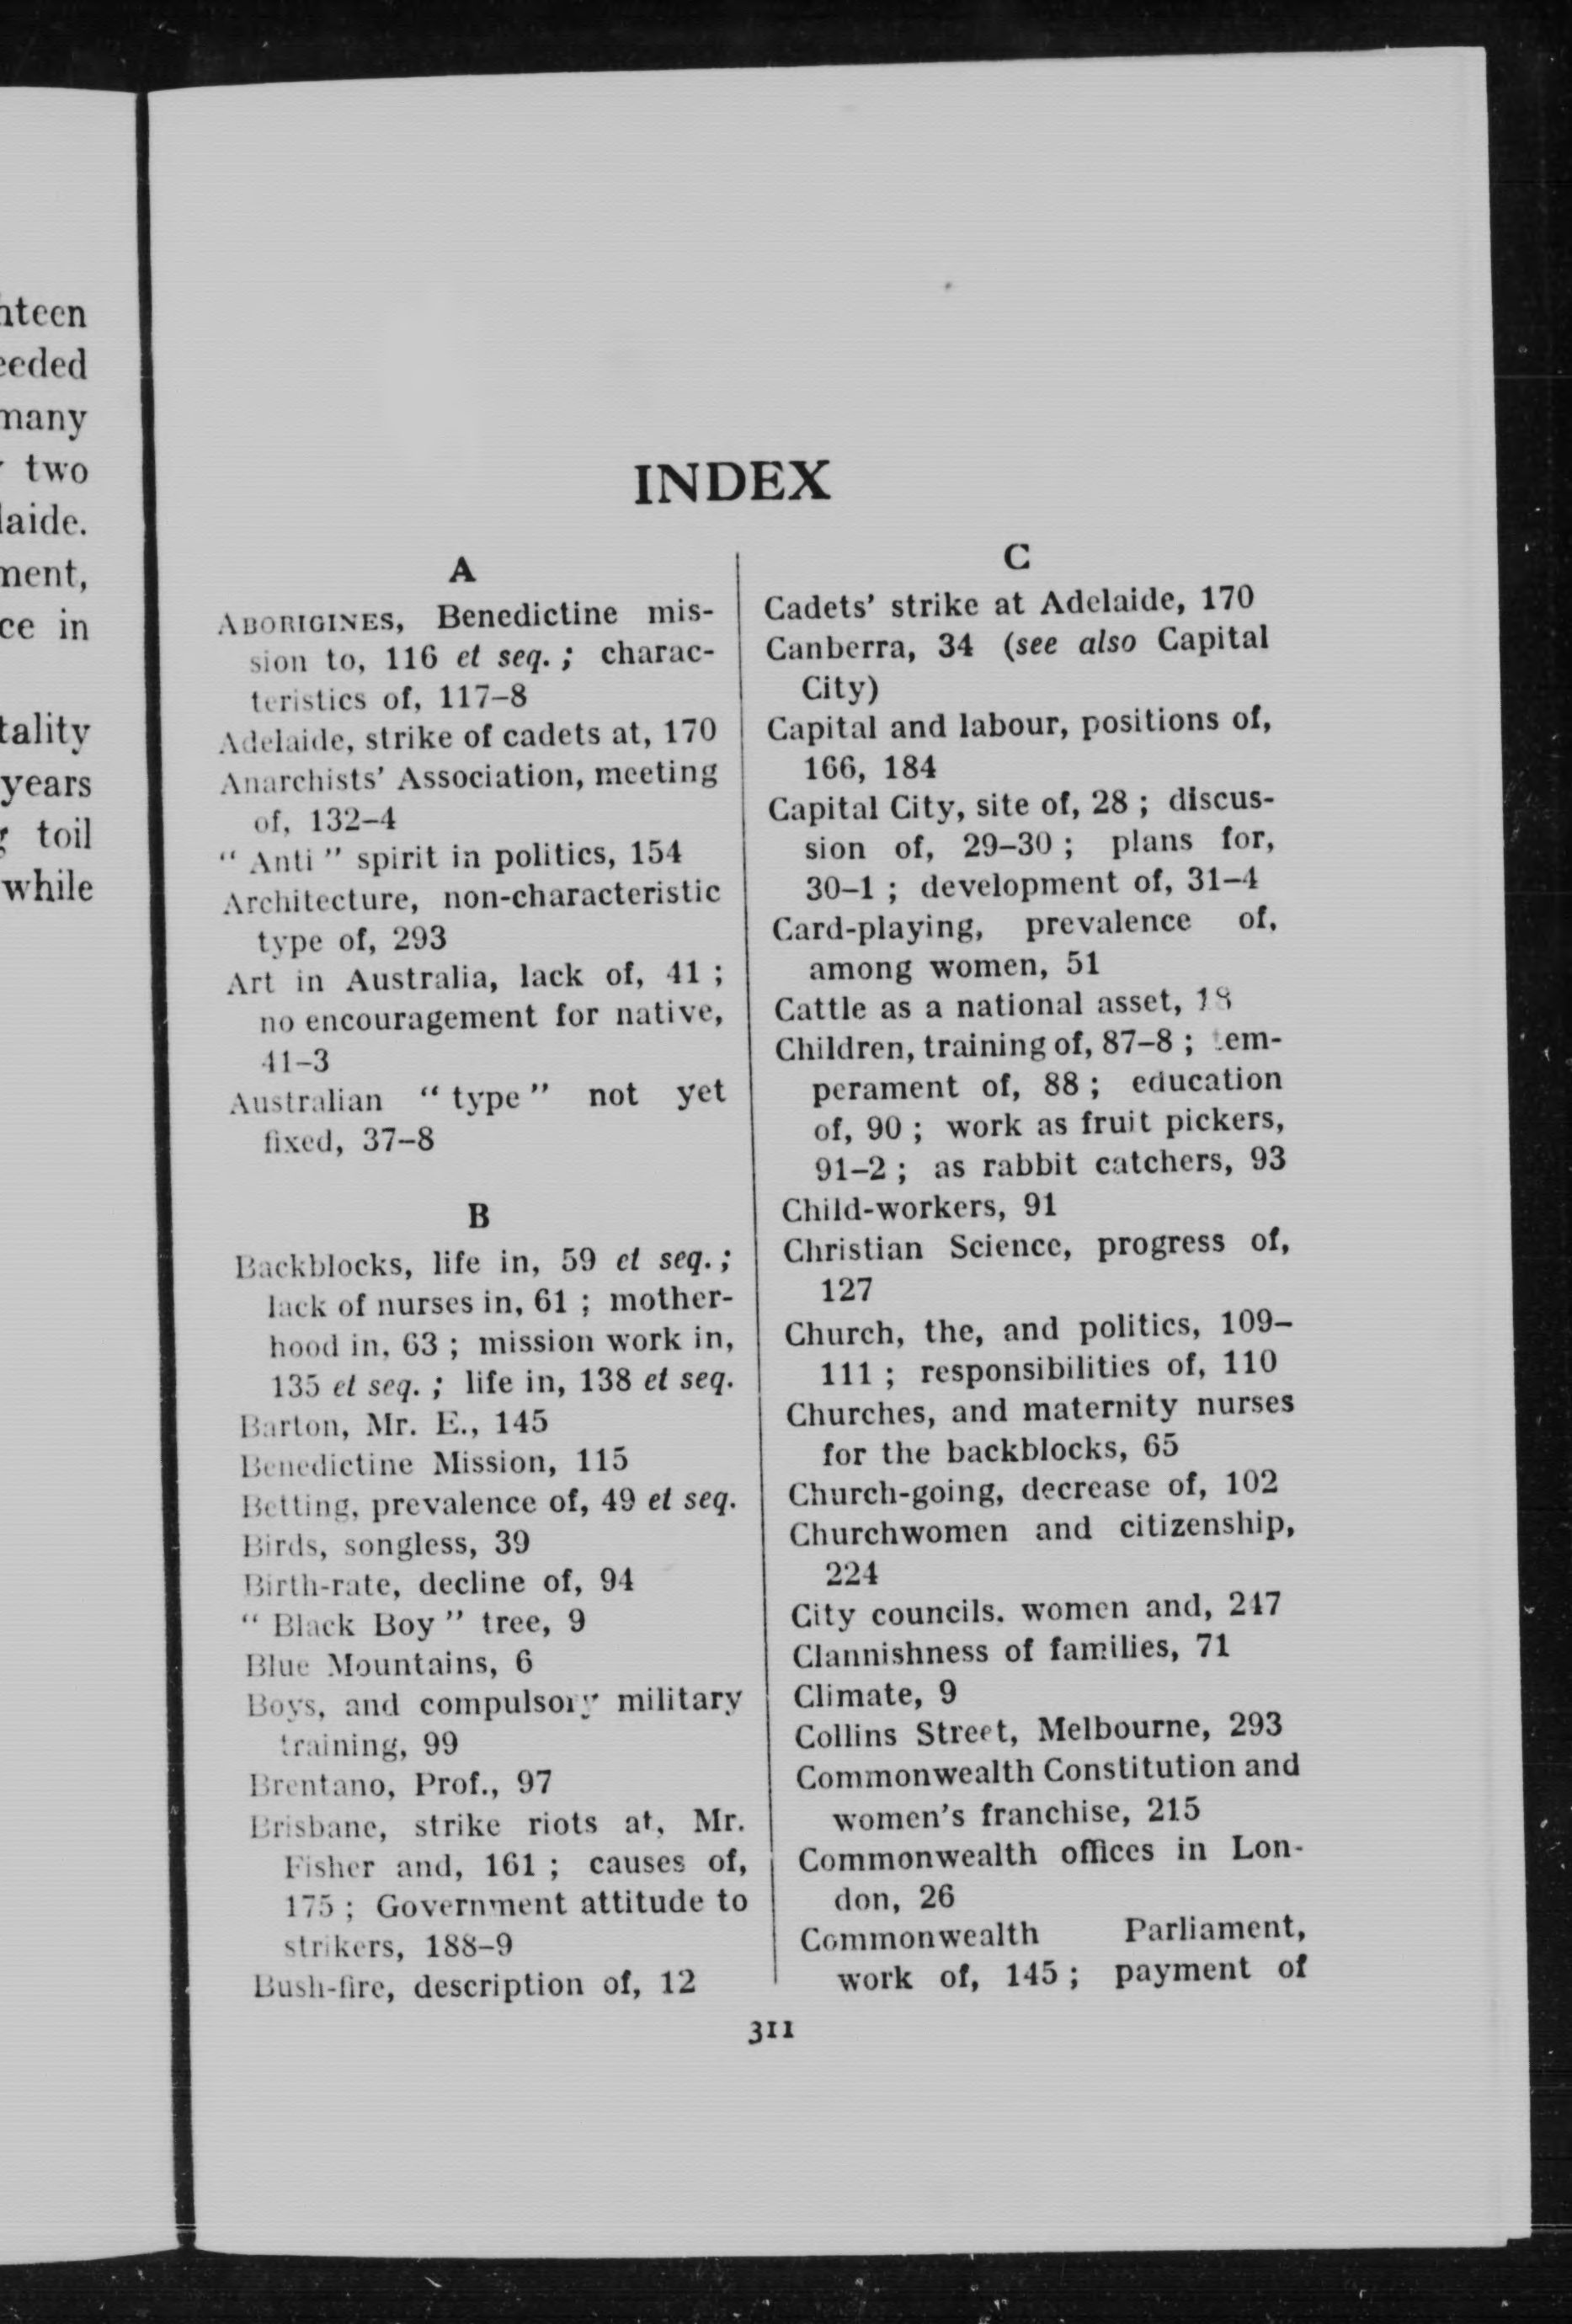 two
ce in
years
toil
while
INDEX
A
ABORIGINES, Benedictine mis-
sion to, 116 et seq. ; charac-
teristics of, 117–8
Adelaide, strike of cadets at, 170
Anarchists' Association, meeting
of, 132–4
“ Anti ” spirit in politics, 154
Architecture, non-characteristic
type of, 293
Art in Australia, lack of, 41 ;
no encouragement for native,
41–3
Australian “ type ” not yet
fixed, 37–8
B
Backblocks, life in, 59 et seq. ;
lack of nurses in, 61 ; mother-
hood in, 63 ; mission work in,
135 et seq. ; life in, 138 et seq.
Barton, Mr. E., 145
Benedictine Mission, 115
Betting, prevalence of, 49 et seq.
Birds, songless, 39
Birth-rate, decline of, 94
“ Black Boy ” tree, 9
Blue Mountains, 6
Boys, and compulsory military
training, 99
Brentano, Prof., 97
Brisbane, strike riots at, Mr.
Fisher and, 161 ; causes of,
175 ; Government attitude to
strikers, 188–9
Bush-fire, description of, 12
C
Cadets' strike at Adelaide, 170
Canberra, 34 (see also Capital
City)
Capital and labour, positions of,
166, 184
Capital City, site of, 28 ; discus-
sion of, 29–30 ; plans for,
30–1 ; development of, 31–4
Card-playing, prevalence of,
among women, 51
Cattle as a national asset, 18
Children, training of, 87–8 ; tem-
perament of, 88 ; education
of, 90 ; work as fruit pickers,
91–2 ; as rabbit catchers, 93
Child-workers, 91
Christian Science, progress of,
127
Church, the, and politics, 109–
111 ; responsibilities of, 110
Churches, and maternity nurses
for the backblocks, 65
Church-going, decrease of, 102
Churchwomen and citizenship,
224
City councils, women and, 247
Clannishness of families, 71
Climate, 9
Collins Street, Melbourne, 293
Commonwealth Constitution and
women's franchise, 215
Commonwealth offices in Lon-
don, 26
Commonwealth Parliament,
work of, 145 ; payment of
311